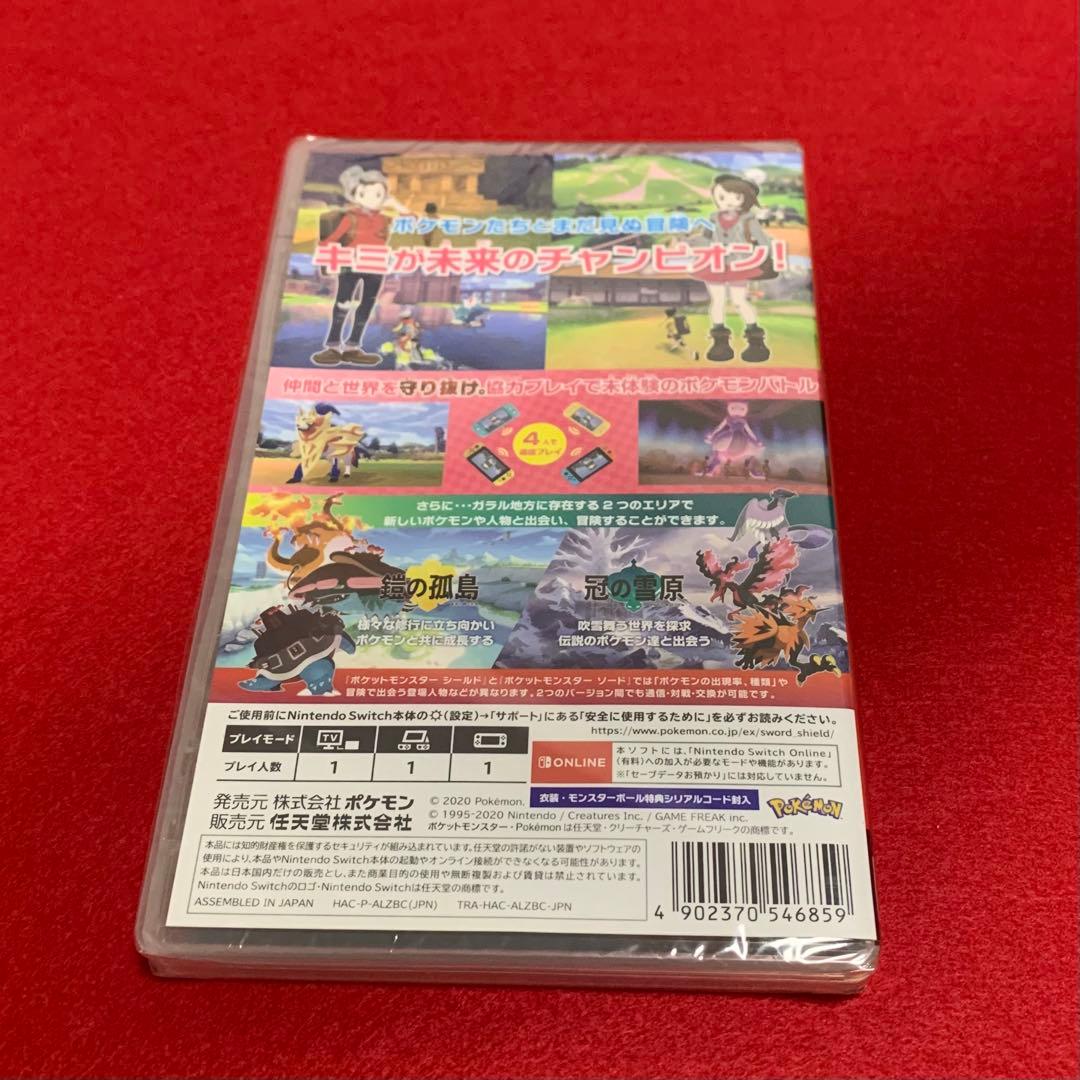 ポケモンたちとまだ見ぬ冒険へ
キミが未来のチャンピオン!
仲間と世界を守り抜け。協力プレイで未体験のポケモンバトル
4人で
通信プレイ
さらに・・・ガラル地方に存在する2つのエリアで
新しいポケモンや人物と出会い、冒険することができます。
鎧の孤島
様々な修行に立ち向かい
ポケモンと共に成長する
冠の雪原
吹雪舞う世界を探求
伝説のポケモン達と出会う
『ポケットモンスター シールド』と『ポケットモンスター ソード』では「ポケモンの出現率、種類」や
冒険で出会う登場人物などが異なります。2つのバージョン間でも通信・対戦・交換が可能です。
ご使用前にNintendo Switch本体の(設定)→「サポート」にある「安全に使用するために」を必ずお読みください。
https://www.pokemon.co.jp/ex/sword_shield/
プレイモード TV
プレイ人数 1 1 1
ONLINE
本ソフトには、「Nintendo Switch Online」
(有料)への加入が必要なモードや機能があります。
※「セーブデータお預かり」には対応していません。
発売元 株式会社ポケモン
販売元 任天堂株式会社
衣装・モンスターボール特典シリアルコード封入
POKéMON
© 2020 Pokémon.
© 1995-2020 Nintendo / Creatures Inc. / GAME FREAK inc.
ポケットモンスター・Pokémonは任天堂・クリーチャーズ・ゲームフリークの商標です。
本品には知的財産権を保護するセキュリティが組み込まれています。任天堂の許諾がない装置やソフトウェアの
使用により、本品やNintendo Switch本体の起動やオンライン接続ができなくなる可能性があります。
本品は日本国内だけの販売とし、また商業目的の使用や無断複製および賃貸は禁止されています。
Nintendo Switchのロゴ・Nintendo Switchは任天堂の商標です。
ASSEMBLED IN JAPAN HAC-P-ALZBC(JPN) TRA-HAC-ALZBC-JPN
4 902370 546859